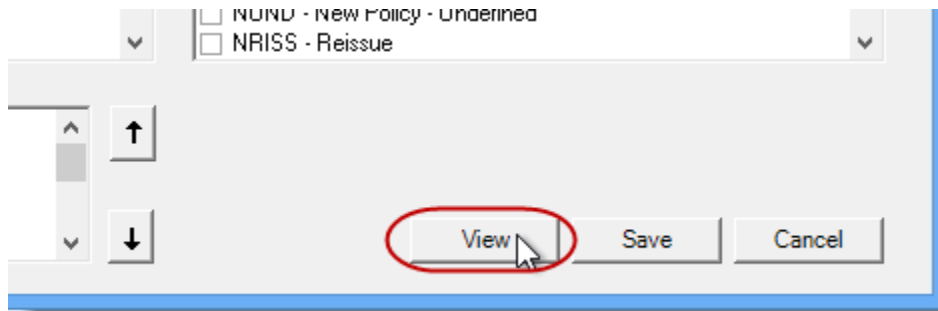 NUND - New Policy - Undefined
NRISS - Reissue
View
Save
Cancel